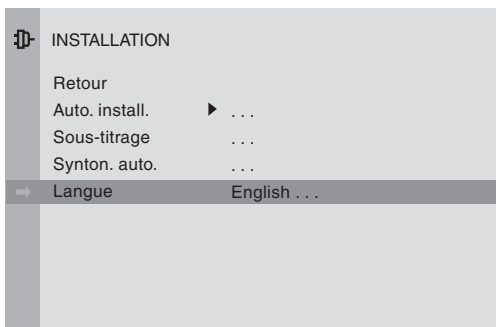 INSTALLATION
Retour
Auto. install. . . .
Sous-titrage . . .
Synton. auto. . . .
Langue English . . .